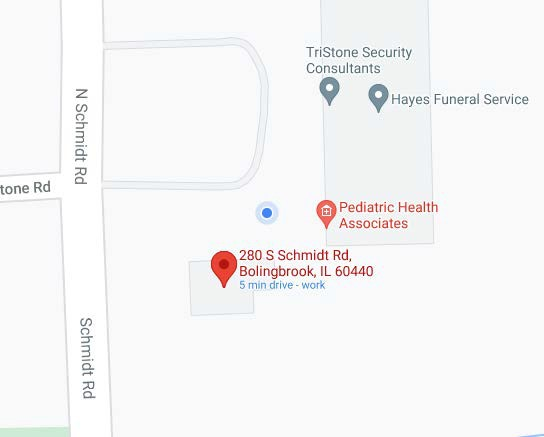 TriStone Security
Consultants
Hayes Funeral Service
N Schmidt Rd
tone Rd
Pediatric Health
Associates
280 S Schmidt Rd,
Bolingbrook, IL 60440
5 min drive - work
Schmidt Rd